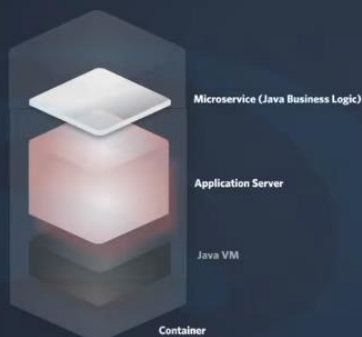 Microservice (Java Business Logic)
Application Server
Java VM
Container